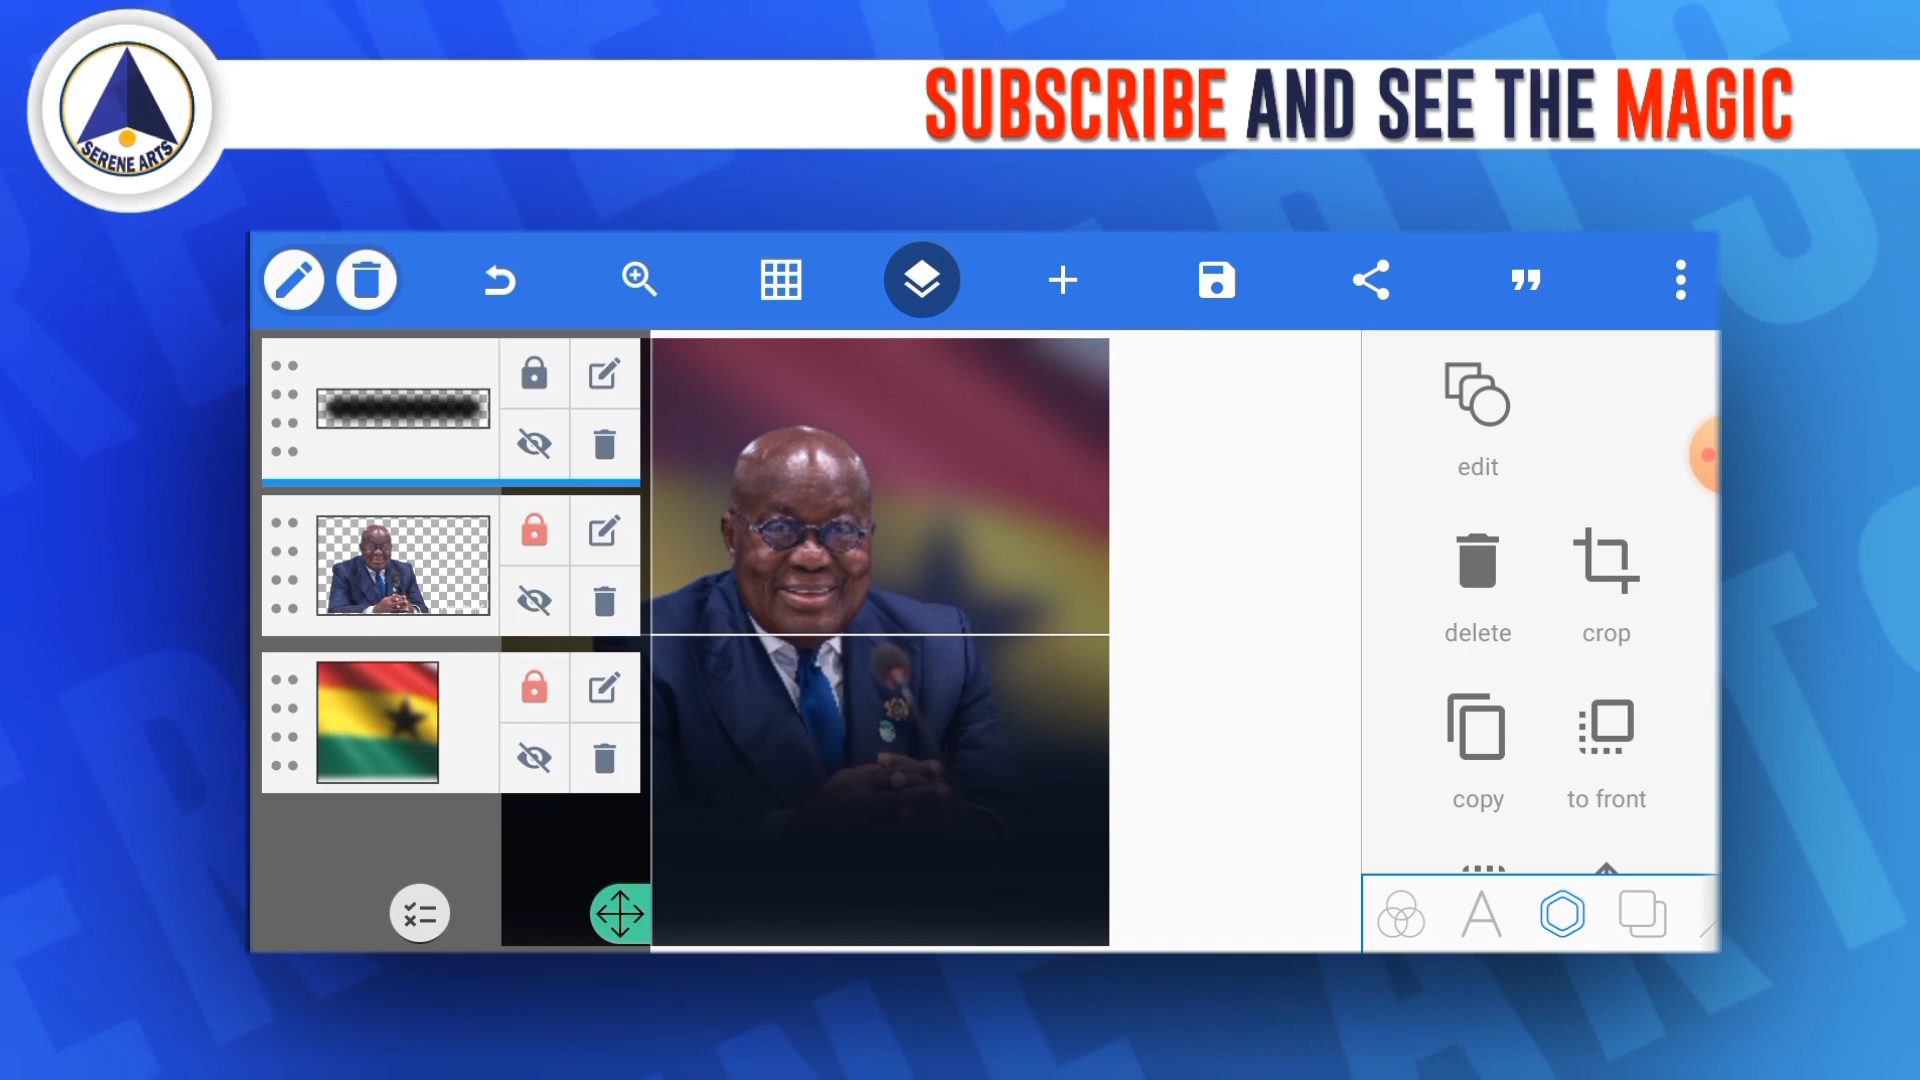 SUBSCRIBE AND SEE THE MAGIC
SERENE ARTS
edit
delete
crop
copy
to front